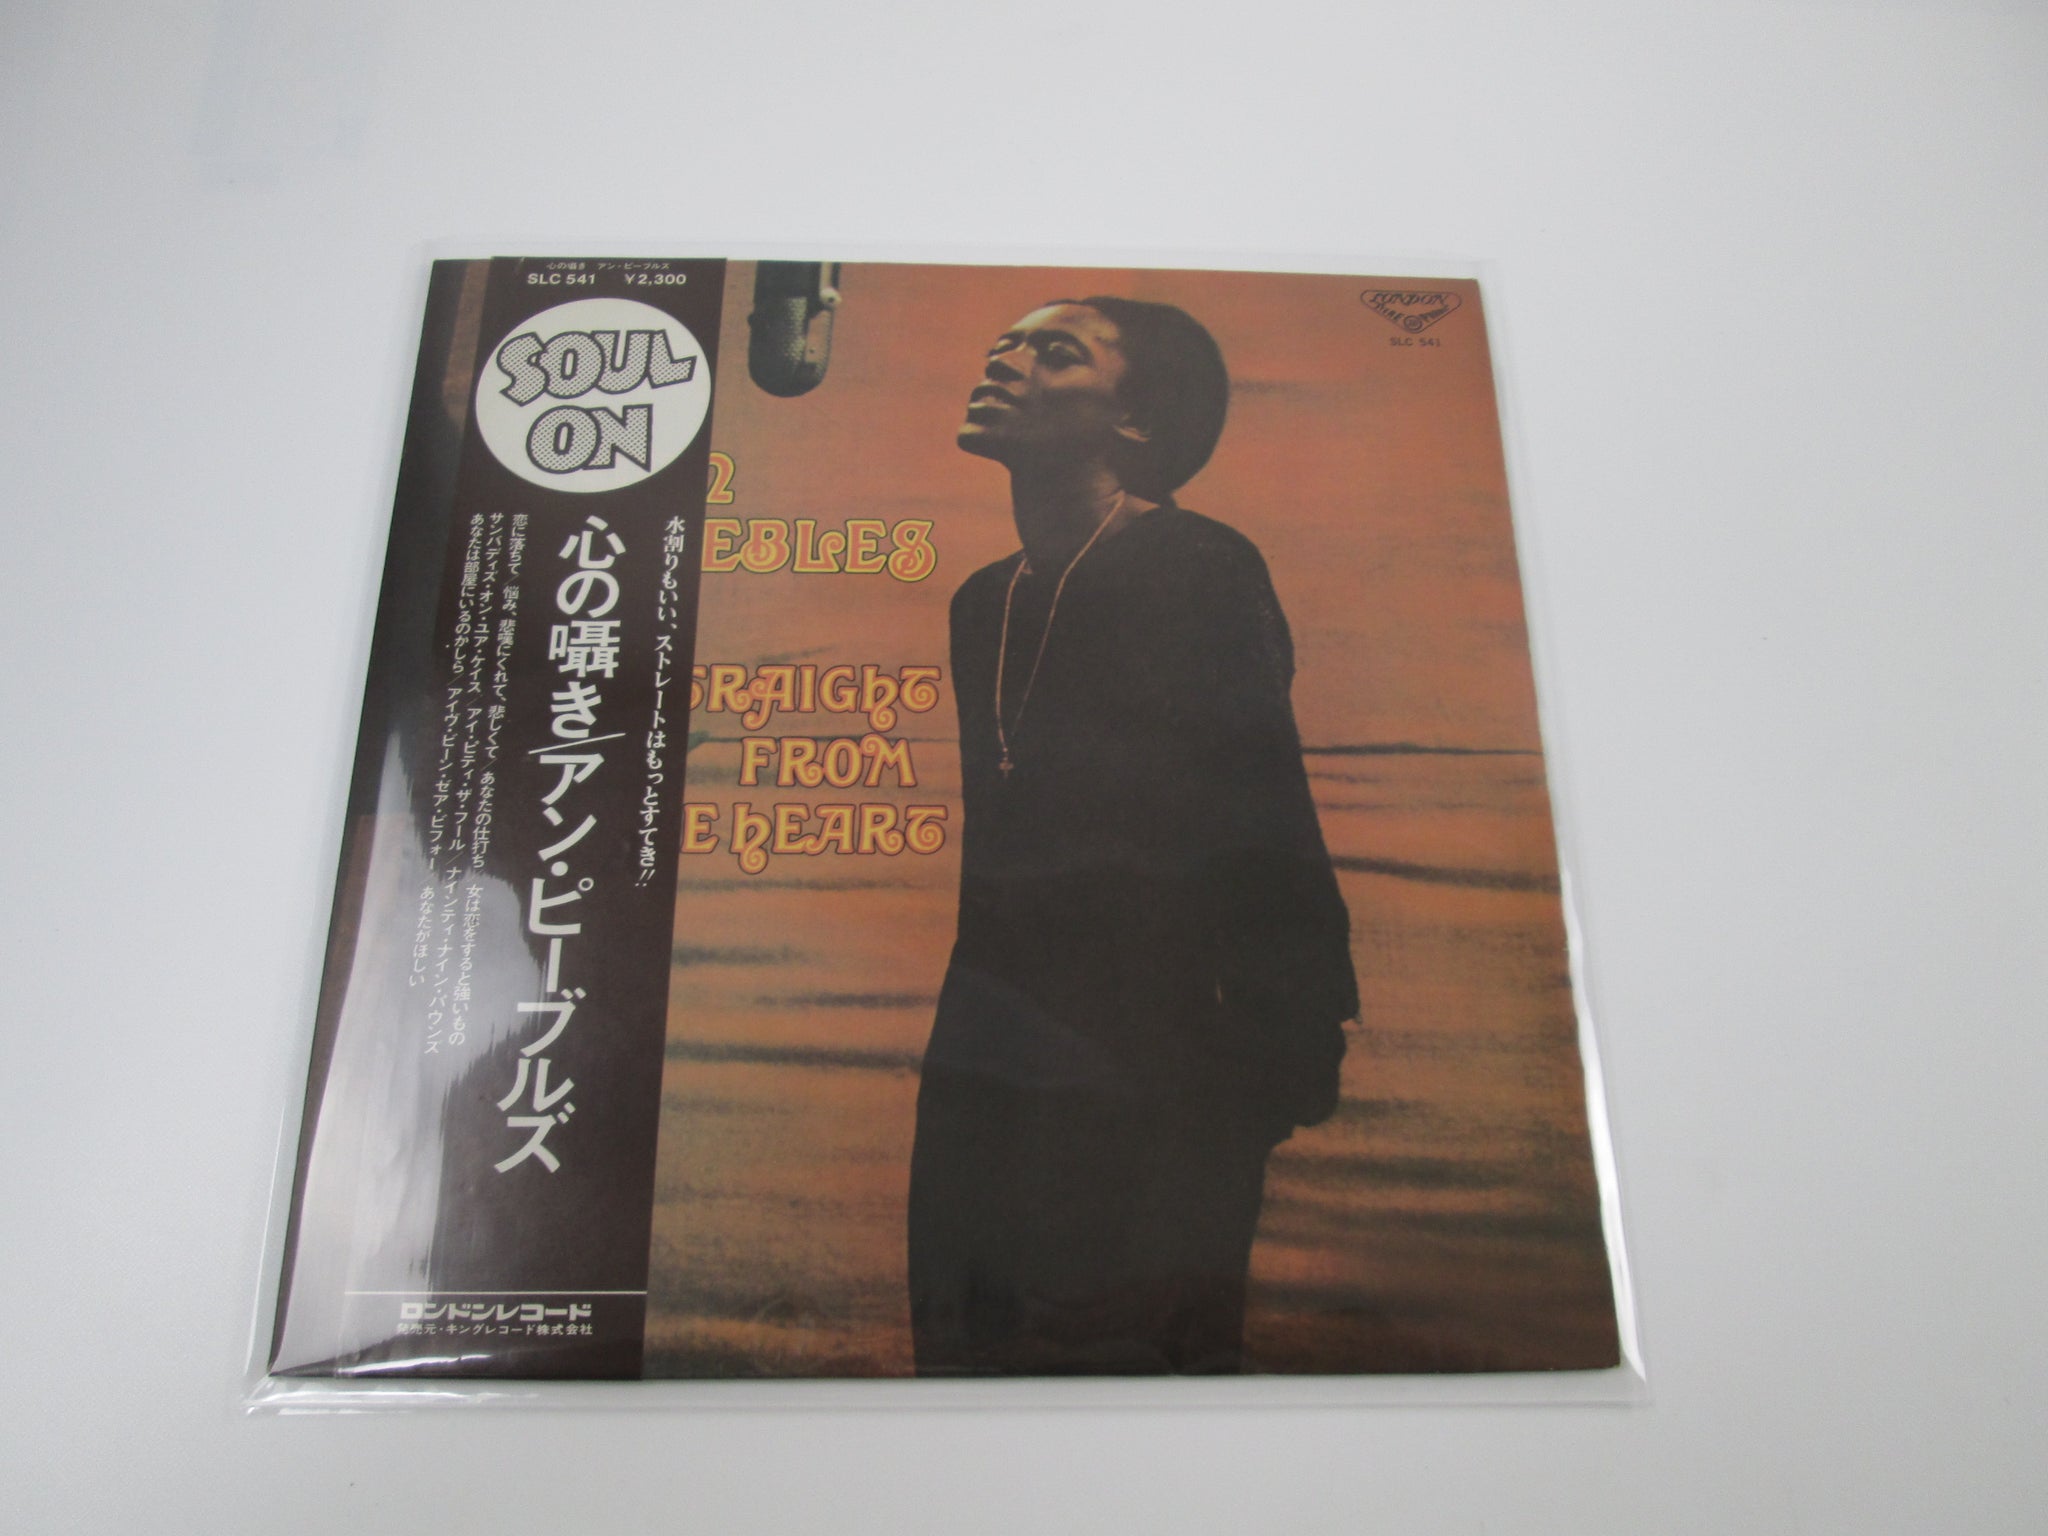 心の囁き アン・ピーブルズ
SLC 541 ¥2,300
SOUL
ON
水割りもいい、ストレートはもっとすてき!!
心の囁き/アン・ピーブルズ
恋に落ちて/悩み、悲嘆にくれて、悲しくて/あなたの仕打ち/女は恋をすると強いもの
サンバディズ・オン・ユア・ケイス/アイ・ピティ・ザ・フール/ナインティ・ナイン・パウンズ
あなたは部屋にいるのかしら/アイヴ・ビーン・ゼア・ビフォー/あなたがほしい
ロンドンレコード
発売元・キングレコード株式会社
EBLES
TRAIGHT
FROM
E HEART
LONDON
SLC 541